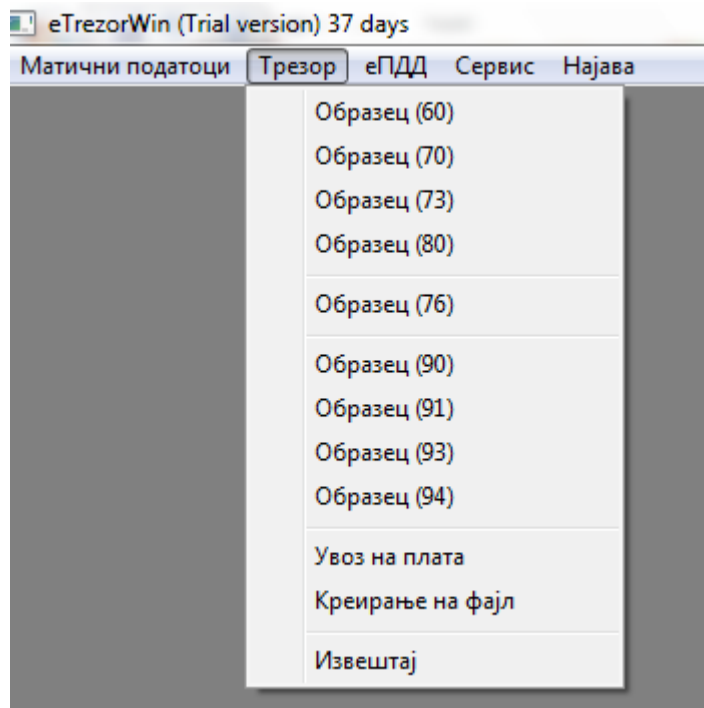 eTrezorWin (Trial version) 37 days
Матични податоци Трезор еПДД Сервис Најава
Образец (60)
Образец (70)
Образец (73)
Образец (80)
Образец (76)
Образец (90)
Образец (91)
Образец (93)
Образец (94)
Увоз на плата
Креирање на фајл
Извештај